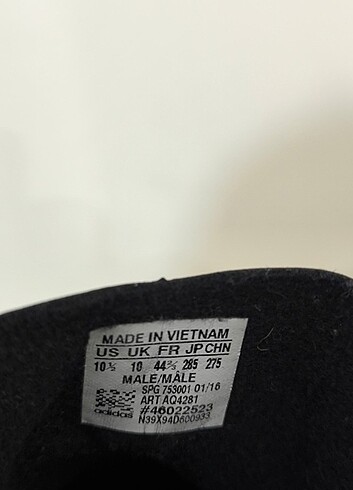 MADE IN VIETNAM
US UK FR JP CHN
10½ 10 44⅔ 285 275
MALE/MÂLE
SPG 753001 01/16
ART AQ4281
#46022523
N39X94D600933
adidas